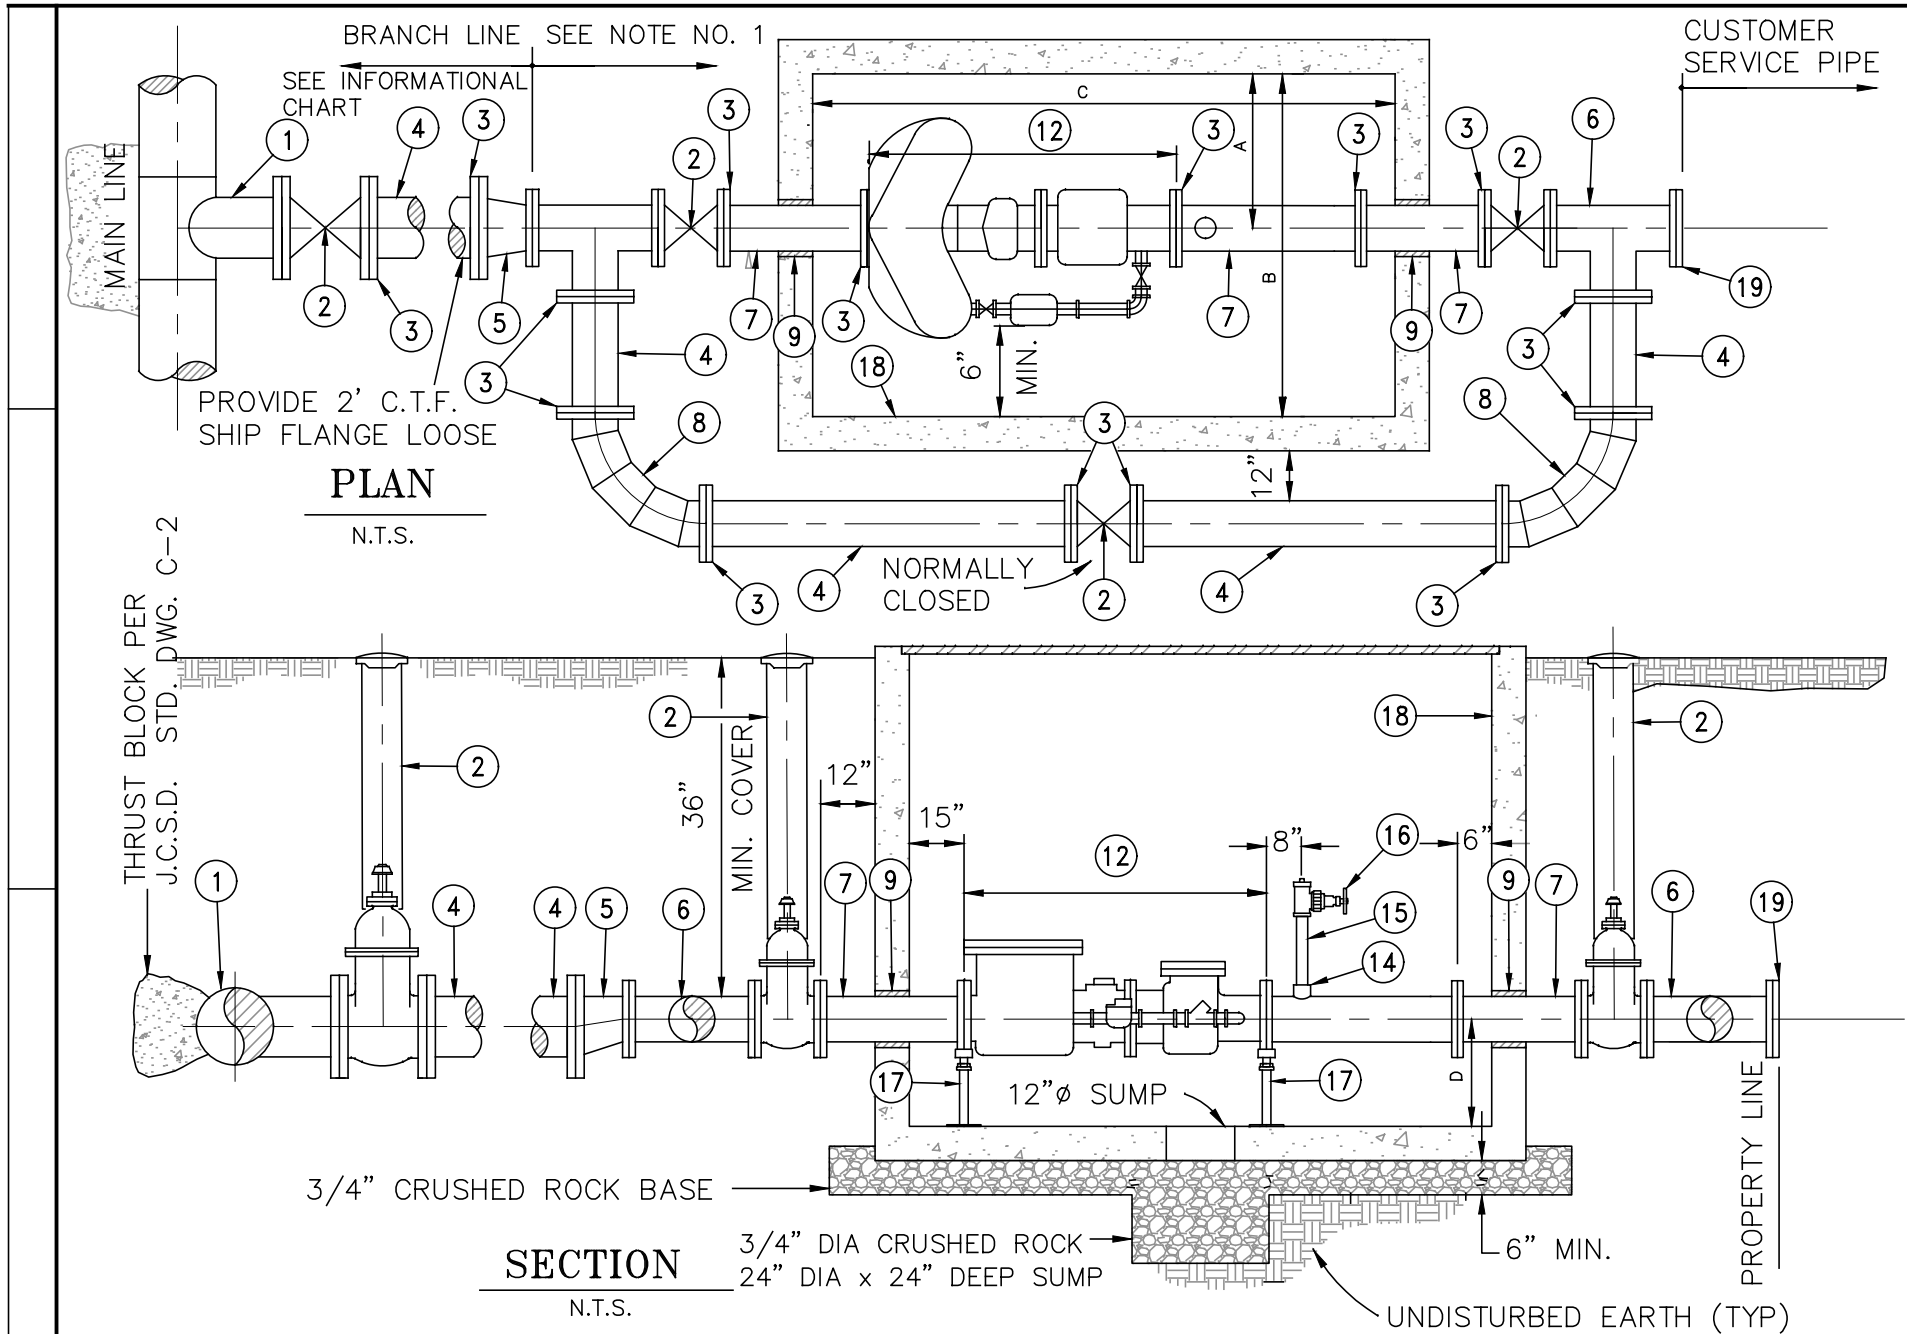 BRANCH LINE SEE NOTE NO. 1
CUSTOMER
SERVICE PIPE
SEE INFORMATIONAL
CHART
C
1
4
3
3
2
12
3
A
3
3
2
6
MAIN LINE
2
3
5
7
9
3
B
7
9
7
19
3
4
18
6" MIN.
3
4
PROVIDE 2' C.T.F.
SHIP FLANGE LOOSE
8
3
8
PLAN
N.T.S.
12"
3
4
NORMALLY
CLOSED
2
4
3
THRUST BLOCK PER
J.C.S.D. STD. DWG. C-2
2
2
36"
MIN. COVER
12"
15"
18
2
12
8"
16
6"
1
4
4
5
6
7
9
15
14
9
7
6
19
17
12"ø SUMP
17
D
PROPERTY LINE
3/4" CRUSHED ROCK BASE
SECTION
N.T.S.
3/4" DIA CRUSHED ROCK
24" DIA x 24" DEEP SUMP
6" MIN.
UNDISTURBED EARTH (TYP)